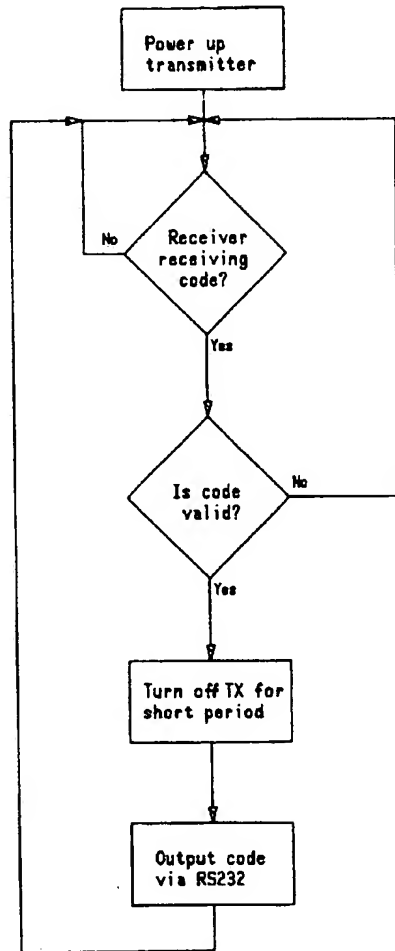 Power up
transmitter
No
Receiver
receiving
code?
Yes
Is code
valid?
No
Yes
Turn off TX for
short period
Output code
via RS232